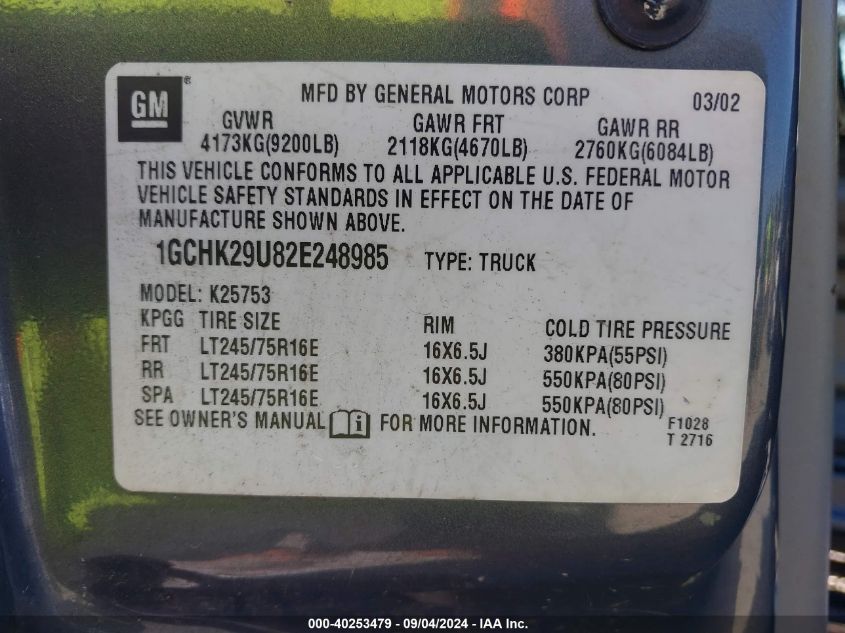 GM ®
MFD BY GENERAL MOTORS CORP 03/02
GVWR GAWR FRT GAWR RR
4173KG(9200LB) 2118KG(4670LB) 2760KG(6084LB)
THIS VEHICLE CONFORMS TO ALL APPLICABLE U.S. FEDERAL MOTOR
VEHICLE SAFETY STANDARDS IN EFFECT ON THE DATE OF
MANUFACTURE SHOWN ABOVE.
1GCHK29U82E248985 TYPE: TRUCK
MODEL: K25753
KPGG TIRE SIZE RIM COLD TIRE PRESSURE
FRT LT245/75R16E 16X6.5J 380KPA(55PSI)
RR LT245/75R16E 16X6.5J 550KPA(80PSI)
SPA LT245/75R16E 16X6.5J 550KPA(80PSI)
SEE OWNER'S MANUAL i FOR MORE INFORMATION. F1028
T 2716
000-40253479 - 09/04/2024 - IAA Inc.